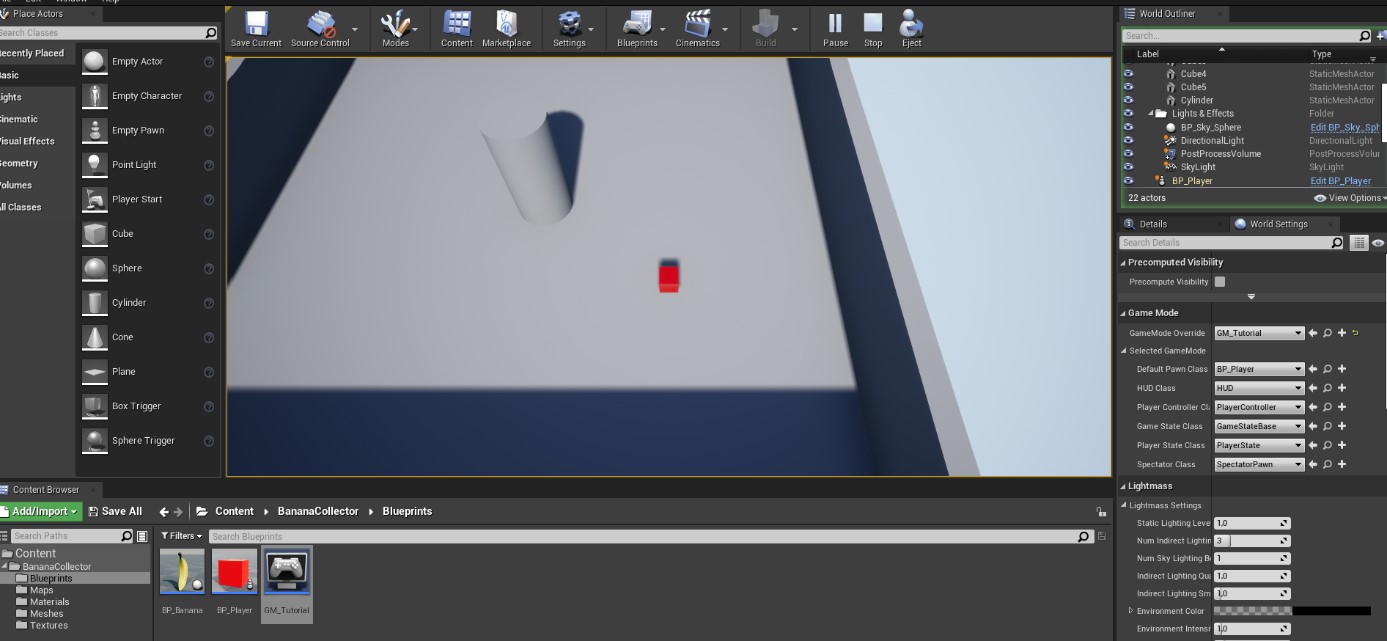 Place Actors
Search Classes
Recently Placed
Basic
Lights
Cinematic
Visual Effects
Geometry
Volumes
All Classes
Empty Actor
Empty Character
Empty Pawn
Point Light
Player Start
Cube
Sphere
Cylinder
Cone
Plane
Box Trigger
Sphere Trigger
Save Current
Source Control
Modes
Content
Marketplace
Settings
Blueprints
Cinematics
Build
Pause
Stop
Eject
World Outliner
Search...
Label Type
Cube4 StaticMeshActor
Cube5 StaticMeshActor
Cylinder StaticMeshActor
Lights & Effects Folder
BP_Sky_Sphere Edit BP_Sky_Sph
DirectionalLight DirectionalLight
PostProcessVolume PostProcessVolur
SkyLight SkyLight
BP_Player Edit BP_Player
22 actors View Options
Details World Settings
Search Details
Precomputed Visibility
Precompute Visibility
Game Mode
GameMode Override GM_Tutorial
Selected GameMode
Default Pawn Class BP_Player
HUD Class HUD
Player Controller Cl PlayerController
Game State Class GameStateBase
Player State Class PlayerState
Spectator Class SpectatorPawn
Lightmass
Lightmass Settings
Static Lighting Leve 1,0
Num Indirect Lightin 3
Num Sky Lighting B 1
Indirect Lighting Qu 1,0
Indirect Lighting Sm 1,0
Environment Color
Environment Intens 1,0
Content Browser
Add/Import Save All Content BananaCollector Blueprints
Search Paths Filters Search Blueprints
Content
BananaCollector
Blueprints
Maps
Materials
Meshes
Textures
BP_Banana BP_Player GM_Tutorial